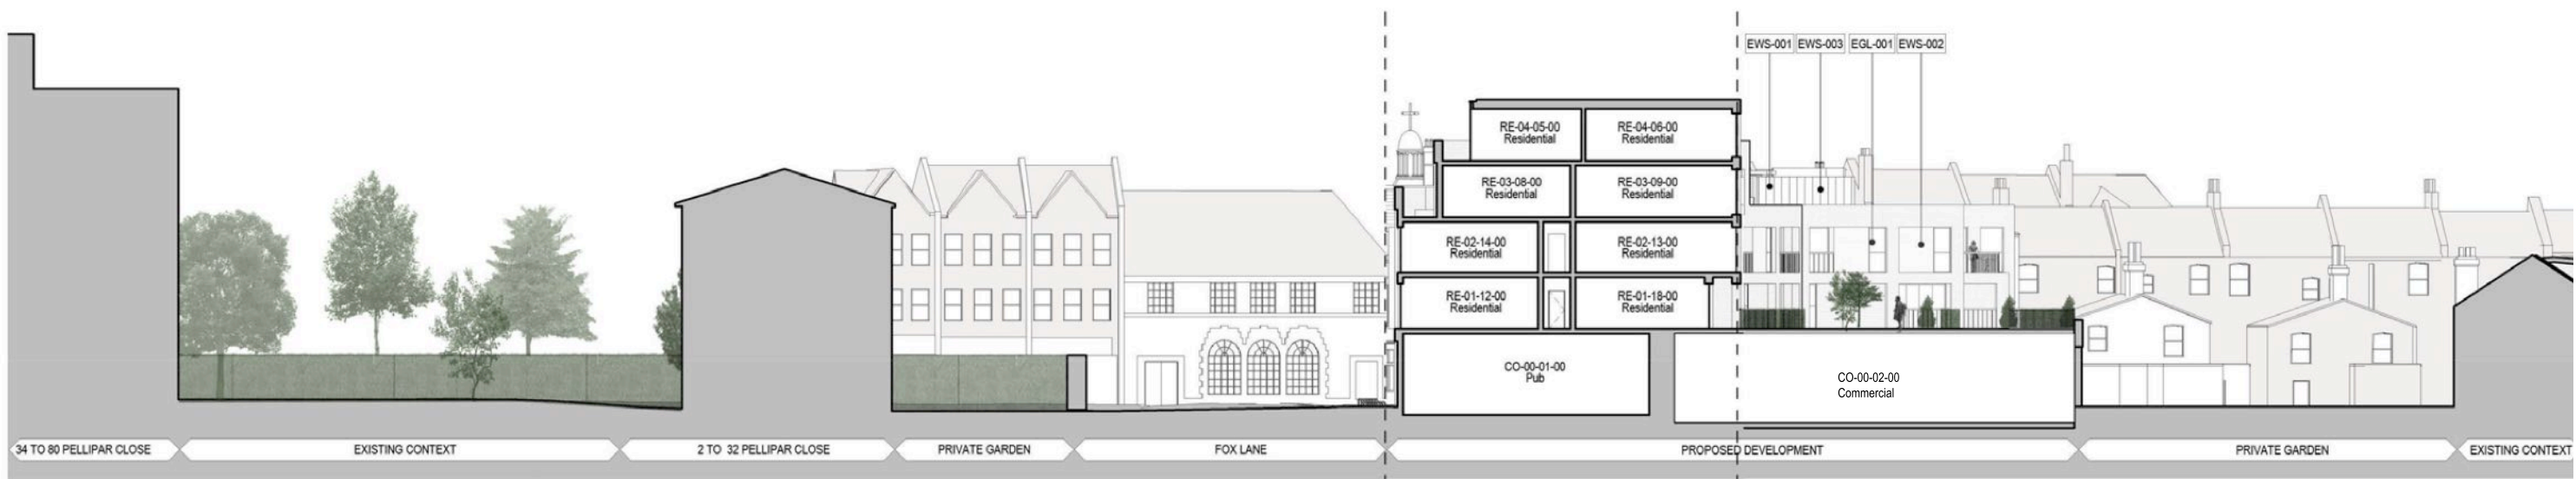 EWS-001 EWS-003 EGL-001 EWS-002
RE-04-05-00
Residential
RE-04-06-00
Residential
RE-03-08-00
Residential
RE-03-09-00
Residential
RE-02-14-00
Residential
RE-02-13-00
Residential
RE-01-12-00
Residential
RE-01-18-00
Residential
CO-00-01-00
Pub
CO-00-02-00
Commercial
34 TO 80 PELLIPAR CLOSE
EXISTING CONTEXT
2 TO 32 PELLIPAR CLOSE
PRIVATE GARDEN
FOX LANE
PROPOSED DEVELOPMENT
PRIVATE GARDEN
EXISTING CONTEXT